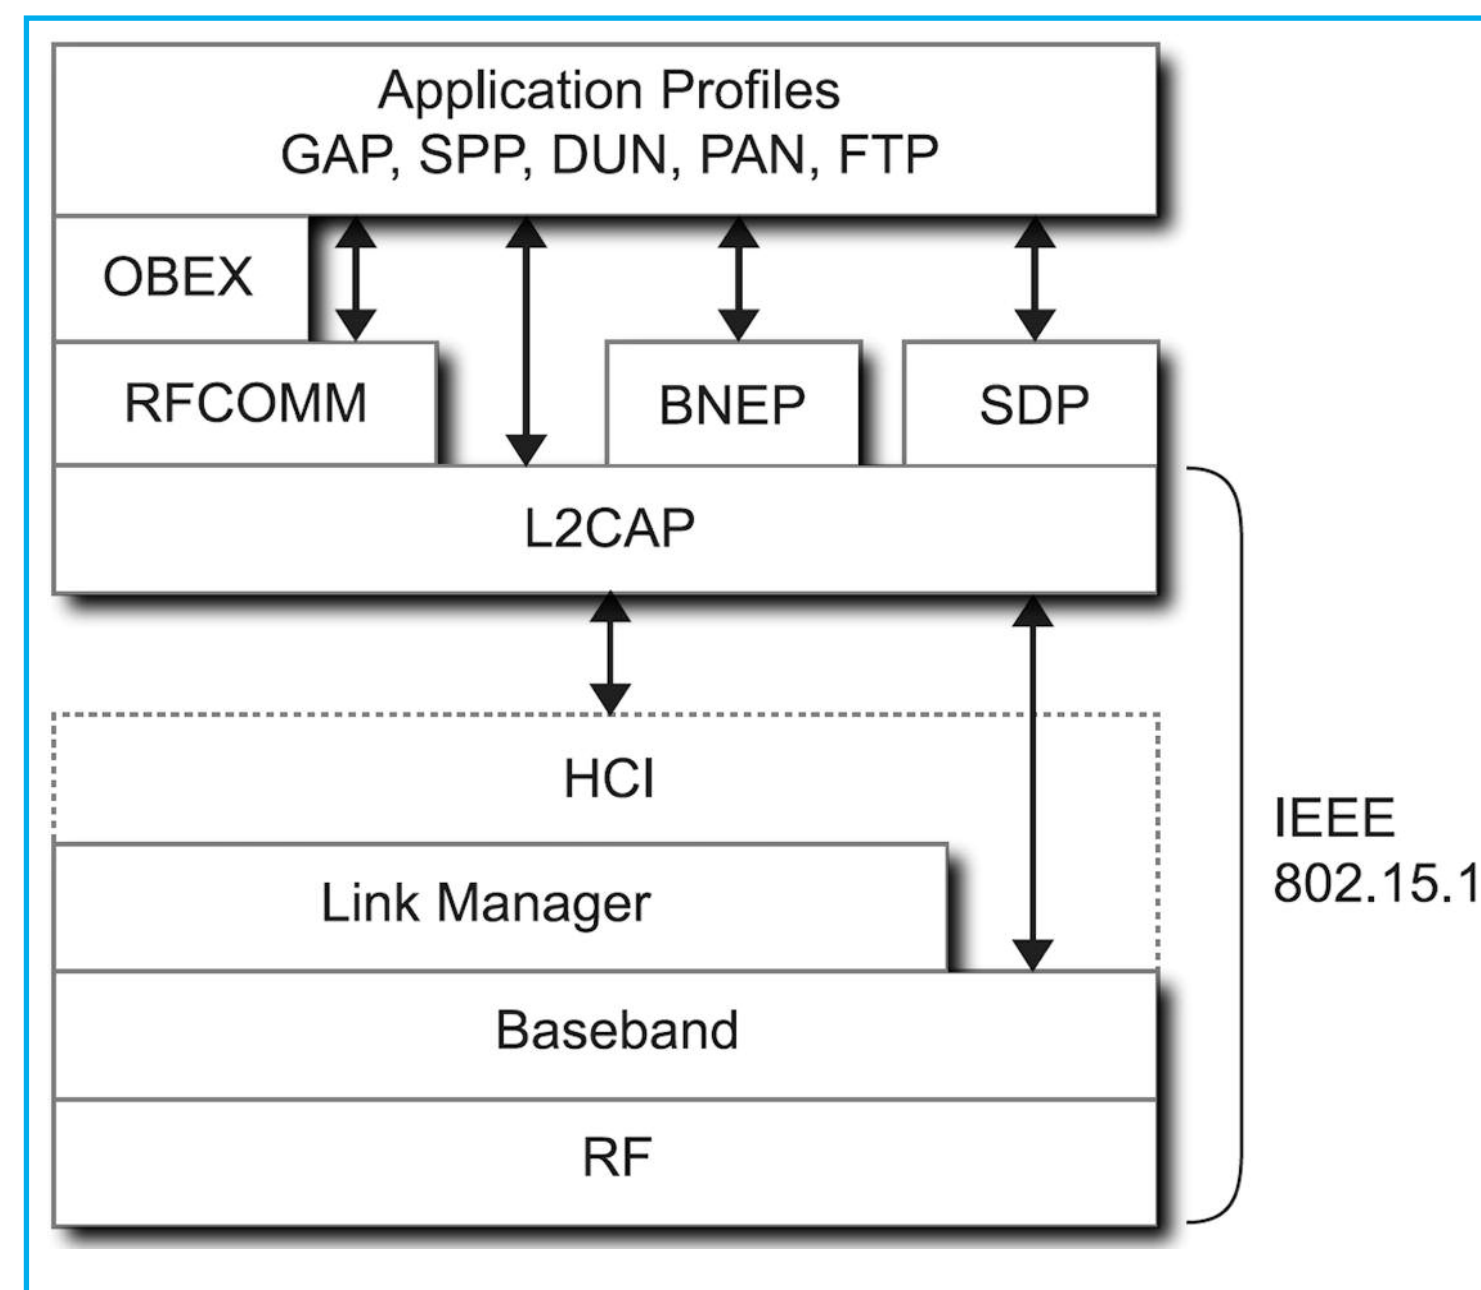 Application Profiles
GAP, SPP, DUN, PAN, FTP
OBEX
RFCOMM
BNEP
SDP
L2CAP
HCI
Link Manager
Baseband
RF
IEEE
802.15.1